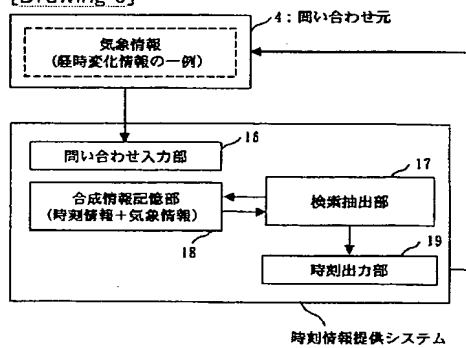 4：問い合わせ元
気象情報
（経時変化情報の一例）
16
問い合わせ入力部
17
合成情報記憶部
（時刻情報＋気象情報）
検索抽出部
18
19
時刻出力部
時刻情報提供システム